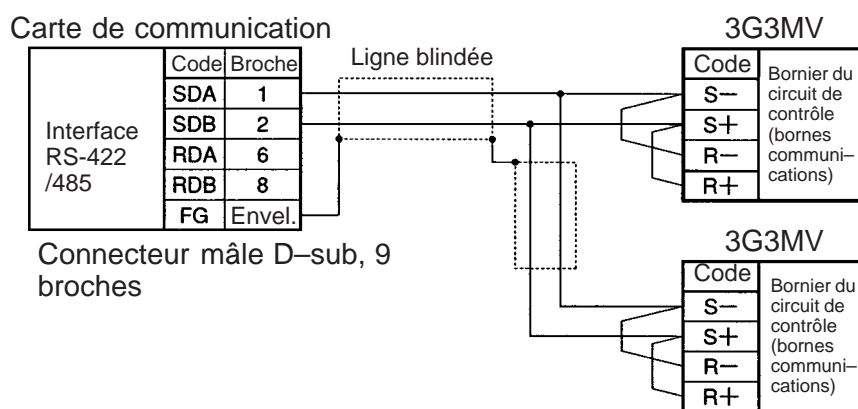 Carte de communication
Code Broche
SDA 1
SDB 2
RDA 6
RDB 8
FG Envel.
Interface
RS-422
/485
Connecteur mâle D–sub, 9
broches
Ligne blindée
3G3MV
Code
S−
S+
R−
R+
Bornier du
circuit de
contrôle
(bornes
communi–
cations)
3G3MV
Code
S−
S+
R−
R+
Bornier du
circuit de
contrôle
(bornes
communi–
cations)